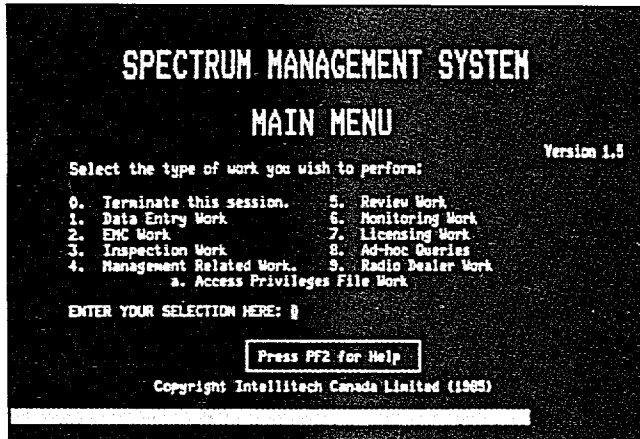 SPECTRUM MANAGEMENT SYSTEM
MAIN MENU
Version 1.5
Select the type of work you wish to perform:
0. Terminate this session. 5. Review Work
1. Data Entry Work 6. Monitoring Work
2. EMC Work 7. Licensing Work
3. Inspection Work 8. Ad-hoc Queries
4. Management Related Work. 9. Radio Dealer Work
a. Access Privileges File Work
ENTER YOUR SELECTION HERE: 0
Press PF2 for Help
Copyright Intellitech Canada Limited (1985)